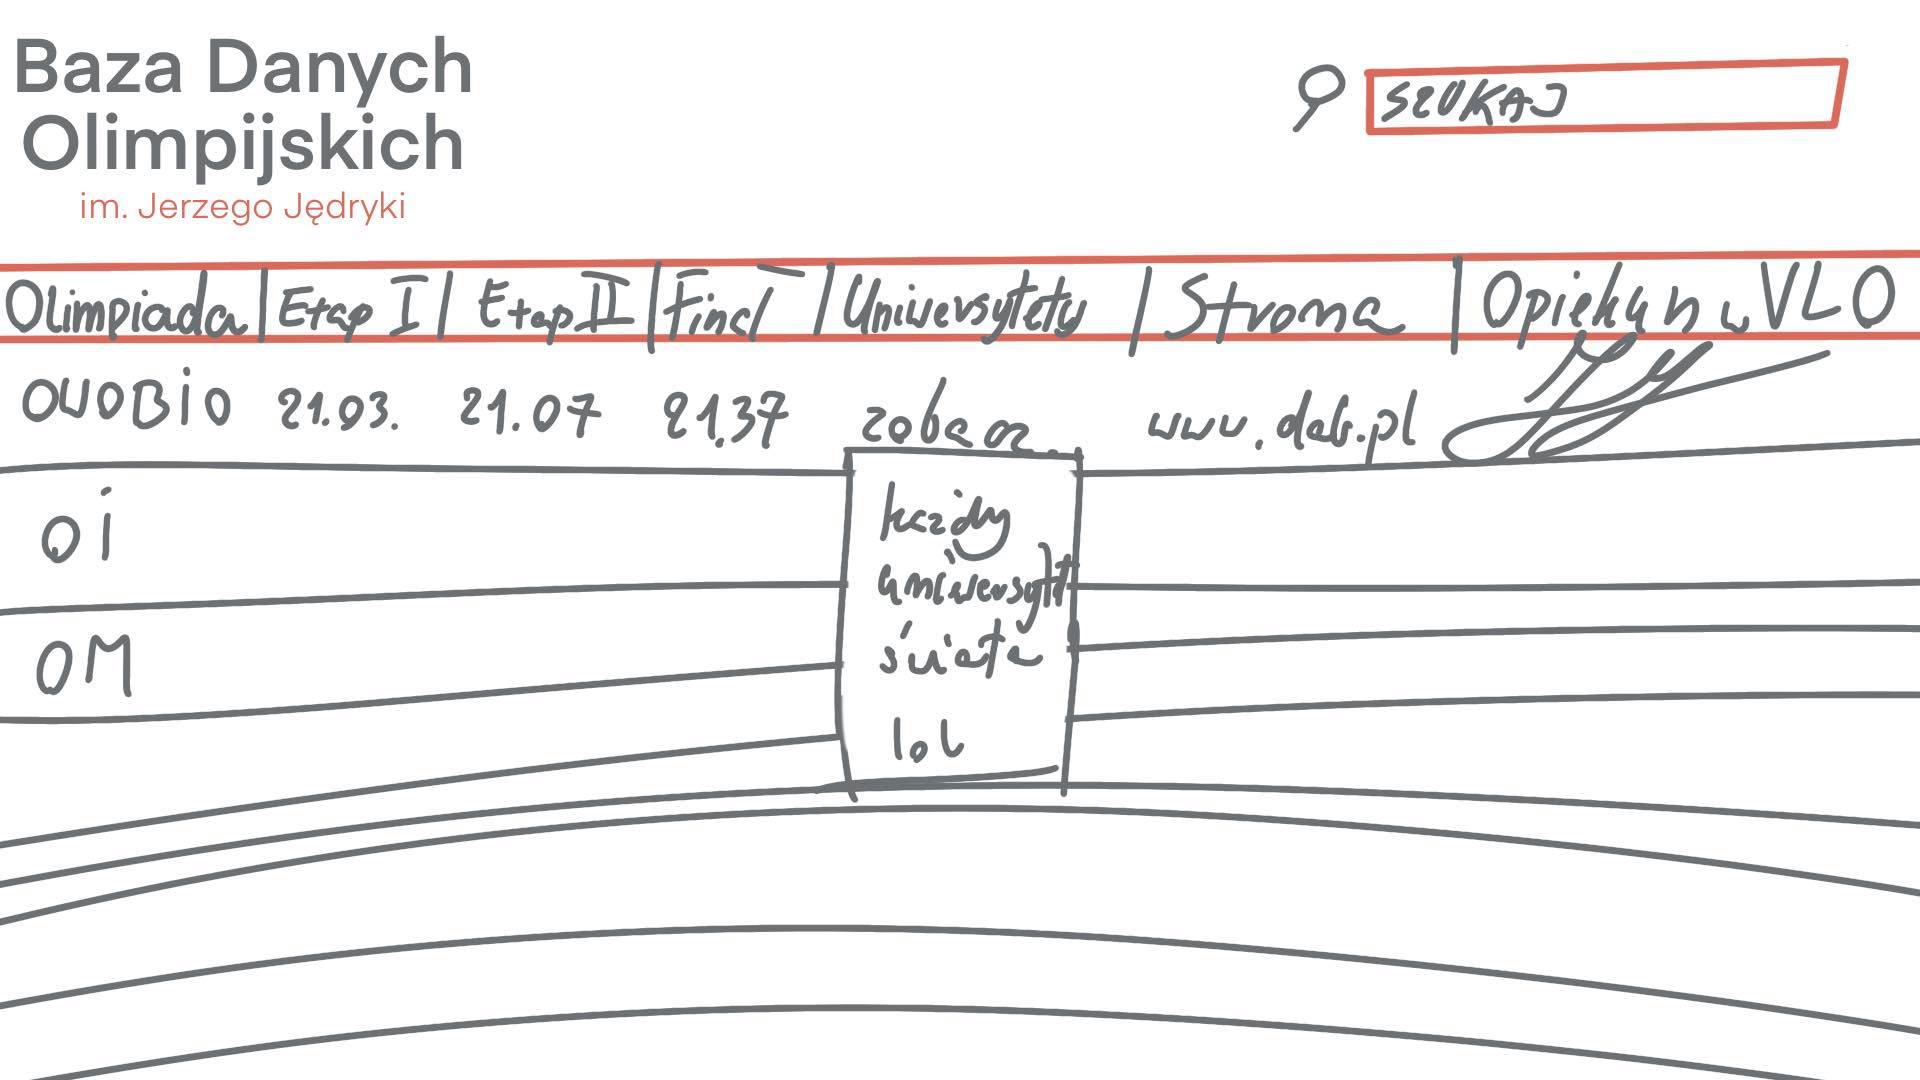 Baza Danych
Olimpijskich
im. Jerzego Jędryki
SZUKAJ
Olimpiada | Etap I | Etap II | Finał | Uniwersytety | Strona | Opiekun w VLO
OWOBIO 21.03. 21.07 21.37 zobacz www.dab.pl
każdy
uniwersytet
świata
lol
OI
OM